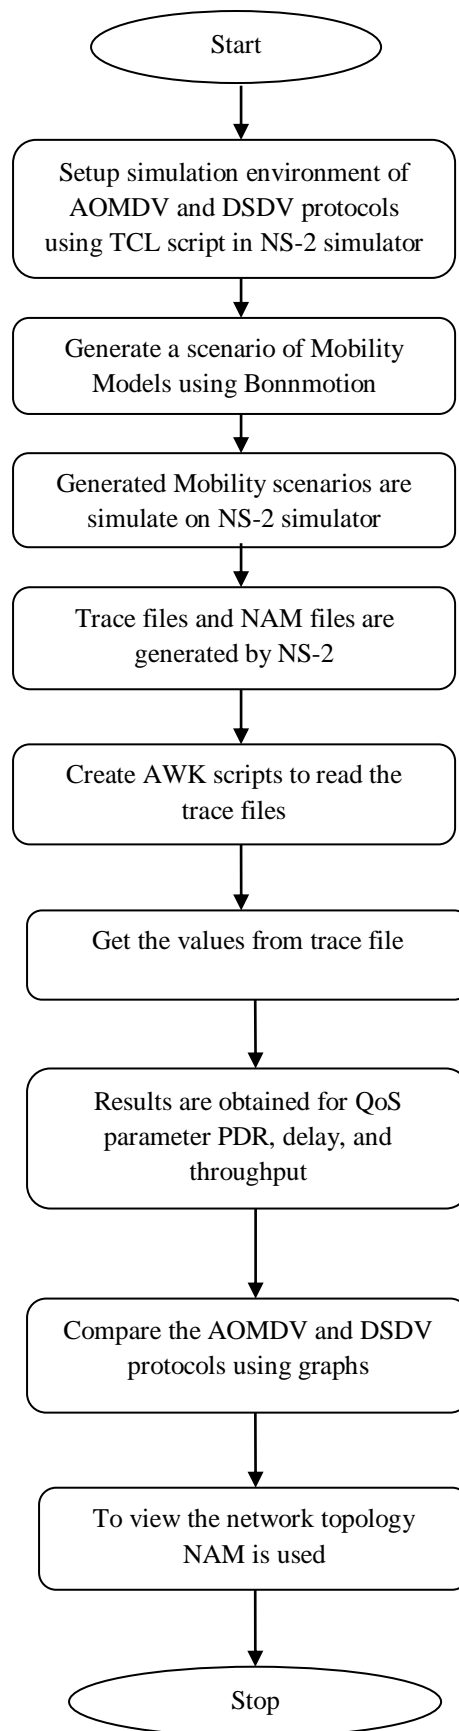 Start
Setup simulation environment of
AOMDV and DSDV protocols
using TCL script in NS-2 simulator
Generate a scenario of Mobility
Models using Bonnmotion
Generated Mobility scenarios are
simulate on NS-2 simulator
Trace files and NAM files are
generated by NS-2
Create AWK scripts to read the
trace files
Get the values from trace file
Results are obtained for QoS
parameter PDR, delay, and
throughput
Compare the AOMDV and DSDV
protocols using graphs
To view the network topology
NAM is used
Stop